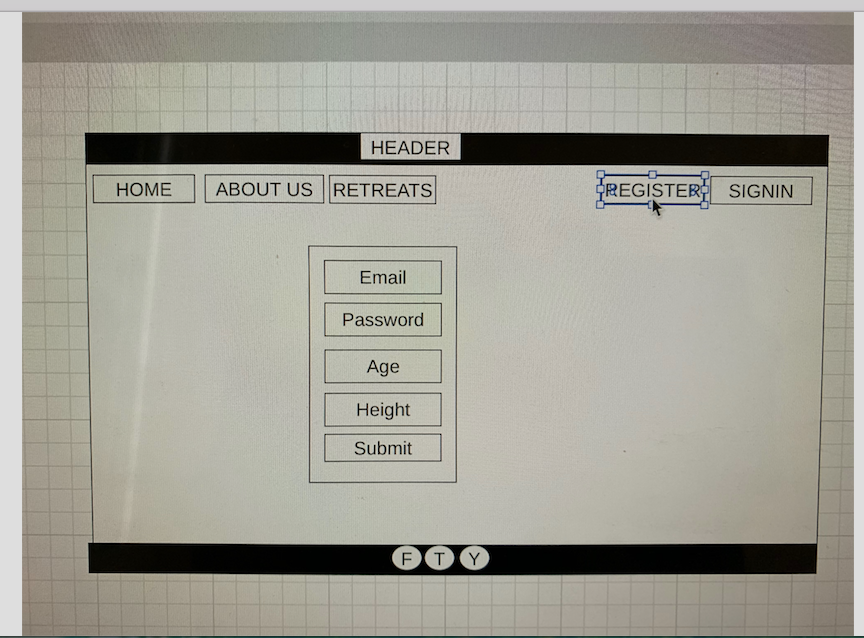 HEADER
HOME ABOUT US RETREATS REGISTER SIGNIN
Email
Password
Age
Height
Submit
F T Y